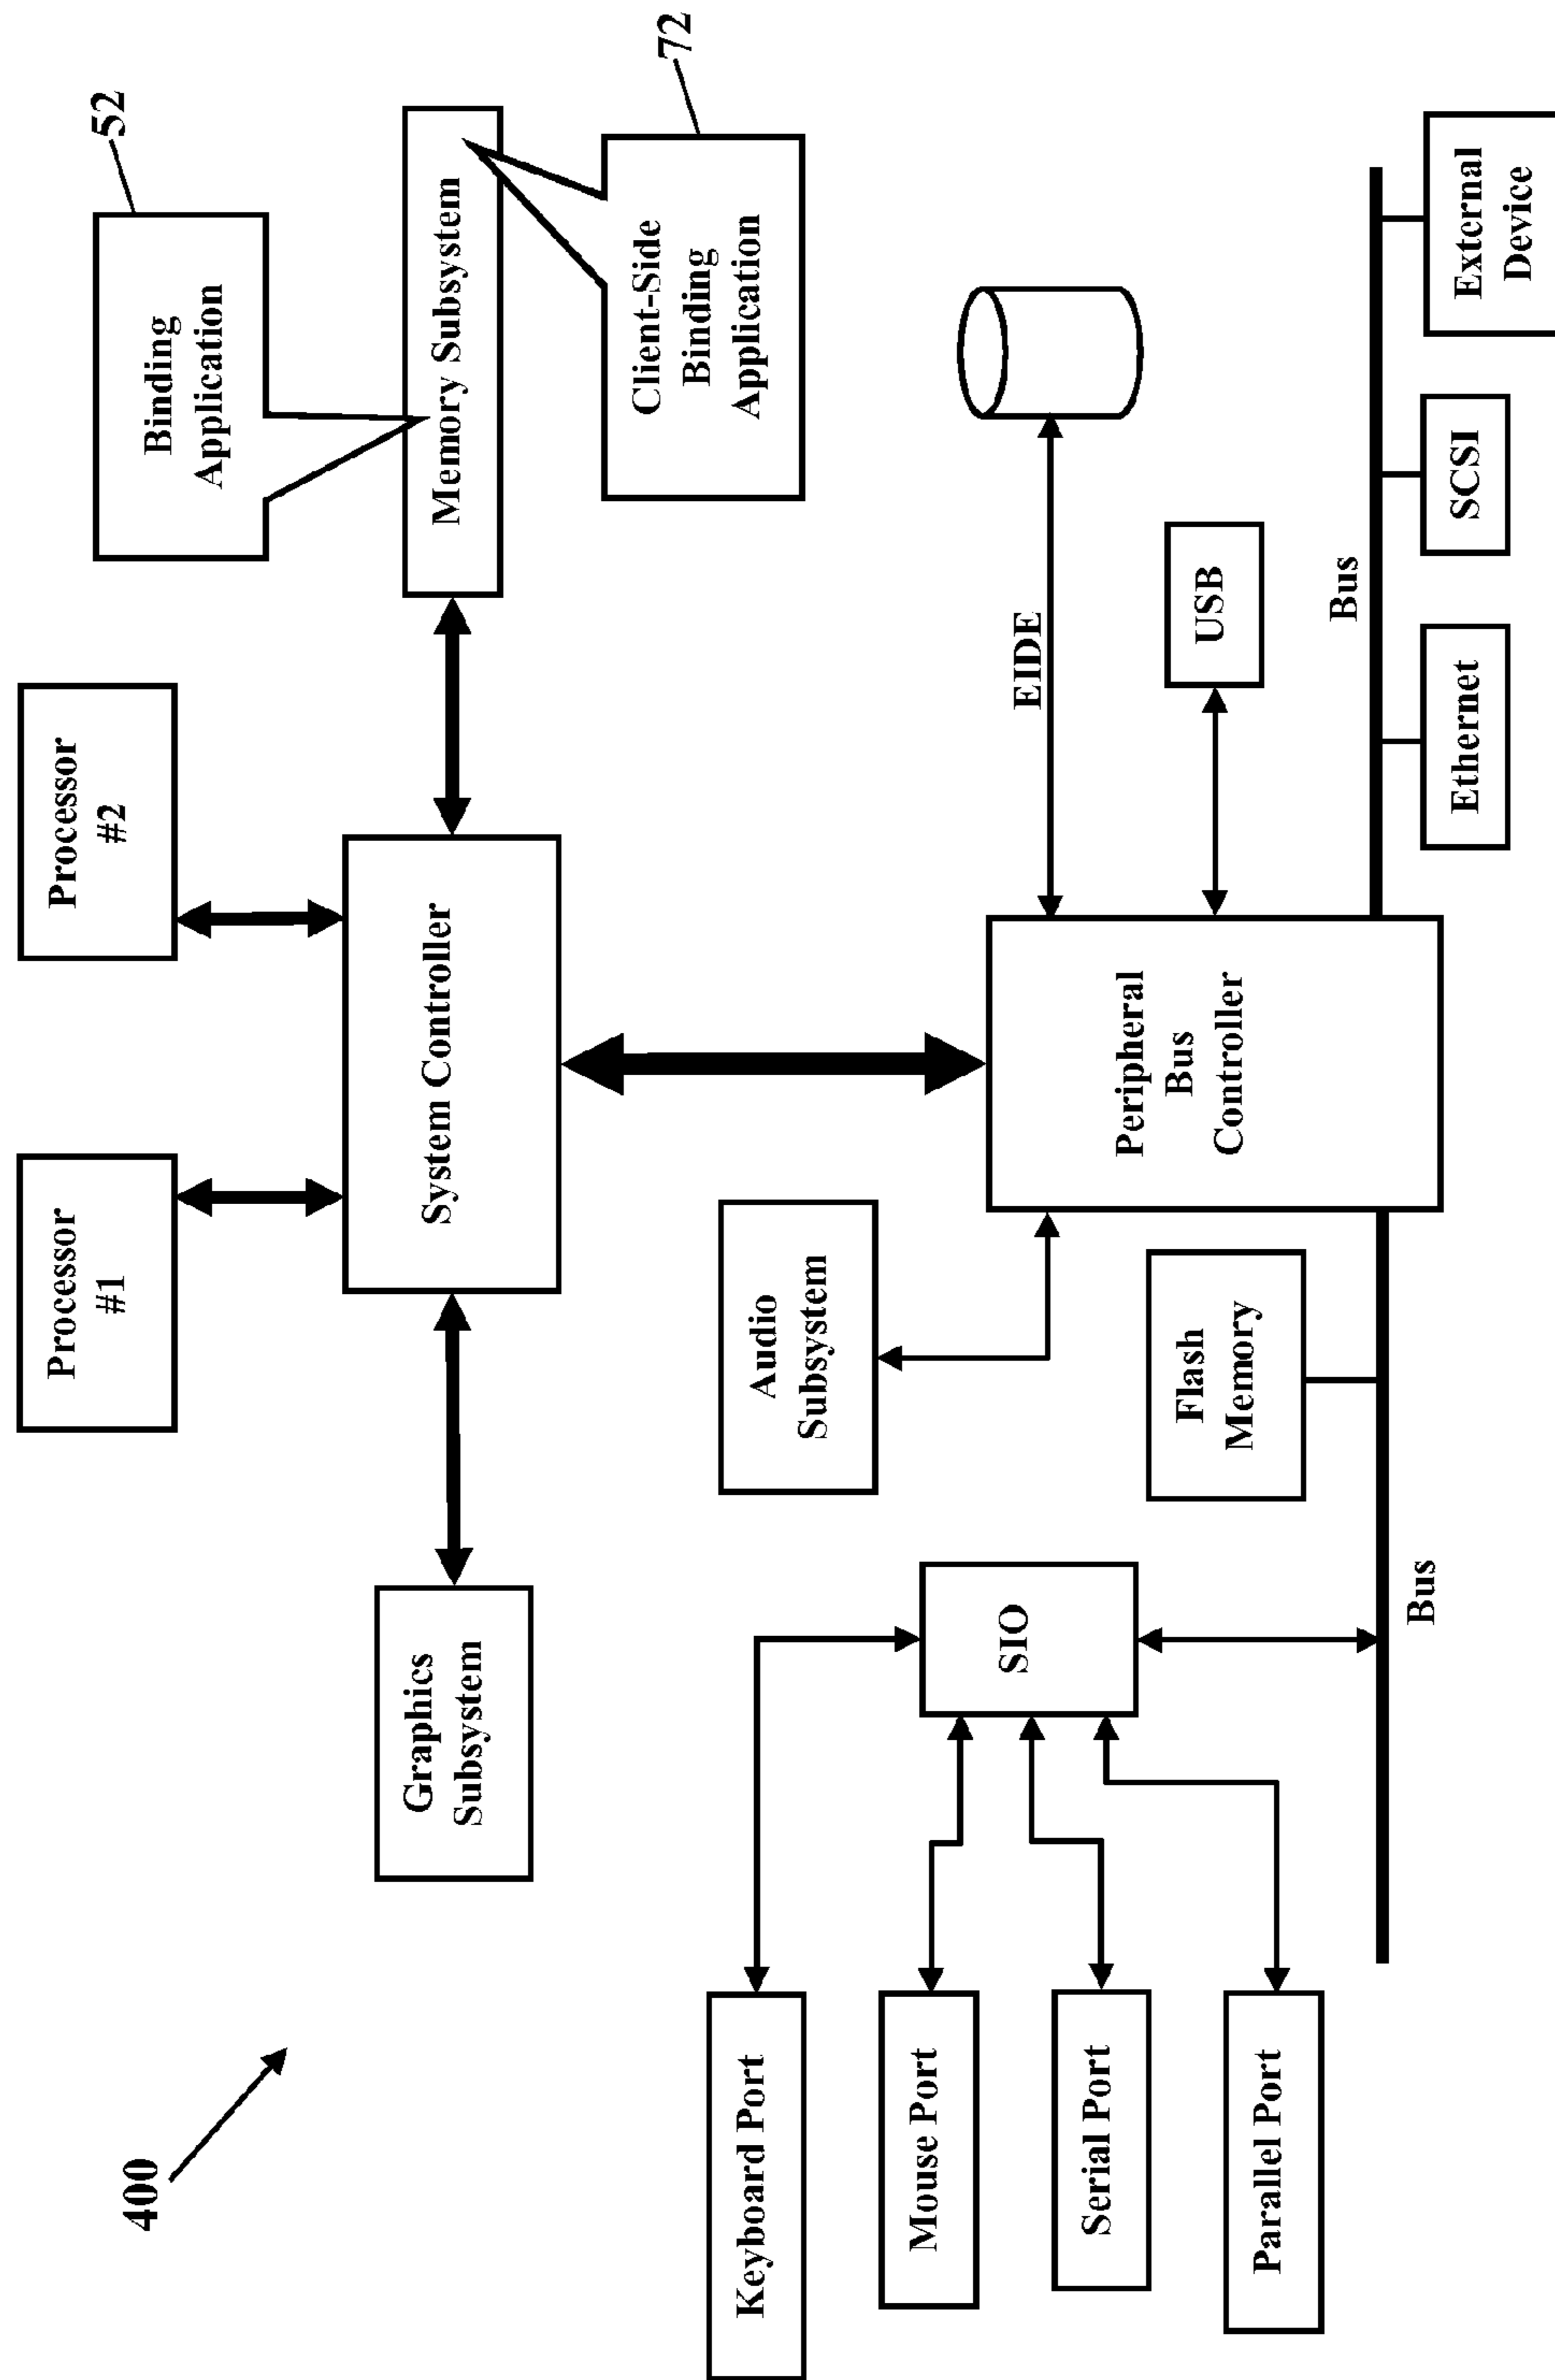 400
Processor
#1
Processor
#2
52
Binding
Application
Graphics
Subsystem
System Controller
Memory Subsystem
72
Client-Side
Binding
Application
Keyboard Port
Mouse Port
Serial Port
Parallel Port
SIO
Audio
Subsystem
Flash
Memory
Peripheral
Bus
Controller
EIDE
USB
Bus
Bus
Ethernet
SCSI
External
Device